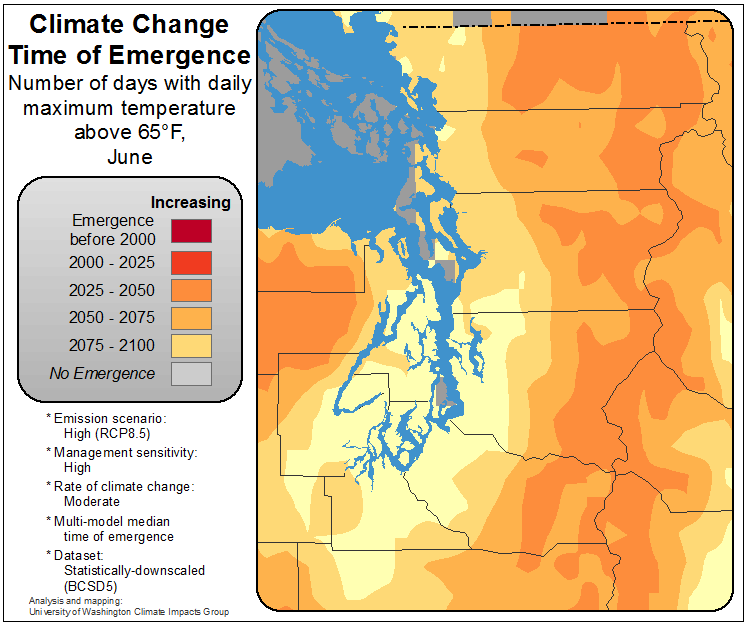 Climate Change
Time of Emergence
Number of days with daily
maximum temperature
above 65°F,
June
Increasing
Emergence
before 2000
2000 - 2025
2025 - 2050
2050 - 2075
2075 - 2100
No Emergence
* Emission scenario:
High (RCP8.5)
* Management sensitivity:
High
* Rate of climate change:
Moderate
* Multi-model median
time of emergence
* Dataset:
Statistically-downscaled
(BCSD5)
Analysis and mapping:
University of Washington Climate Impacts Group